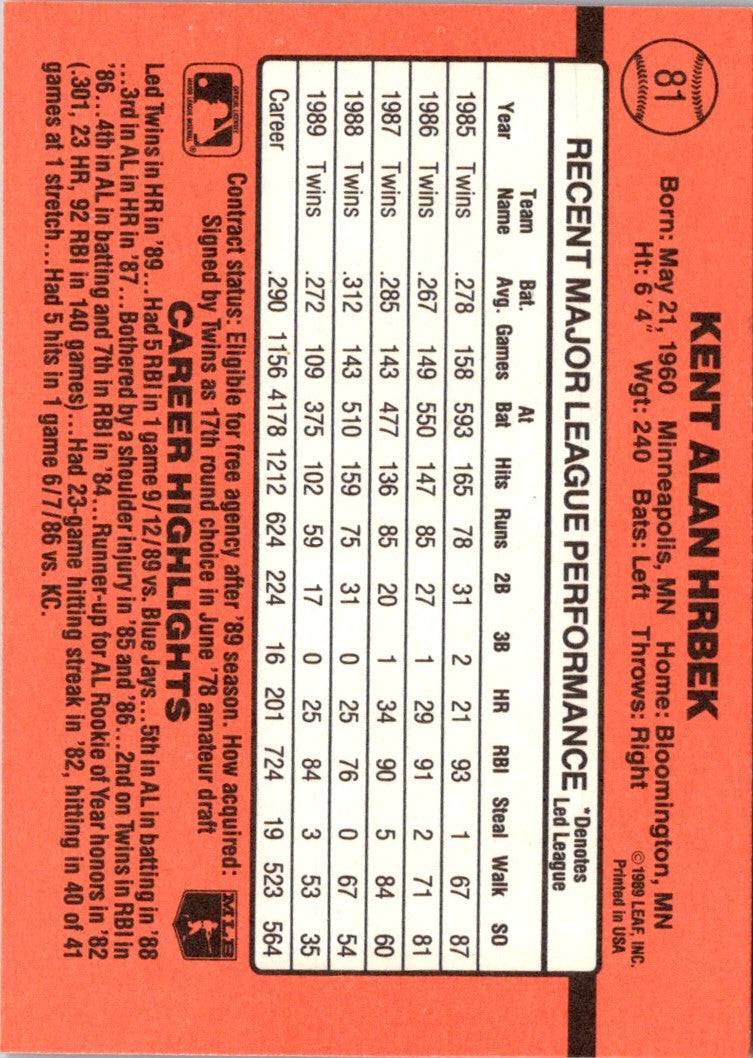 81
KENT ALAN HRBEK
Born: May 21, 1960 Minneapolis, MN Home: Bloomington, MN
Ht: 6'4" Wgt: 240 Bats: Left Throws: Right
© 1989 LEAF, INC.
Printed in USA
RECENT MAJOR LEAGUE PERFORMANCE *Denotes Led League
Year Team Name Bat. Avg. Games At Bat Hits Runs 2B 3B HR RBI Steal Walk SO
1985 Twins .278 158 593 165 78 31 2 21 93 1 67 87
1986 Twins .267 149 550 147 85 27 1 29 91 2 71 81
1987 Twins .285 143 477 136 85 20 1 34 90 5 84 60
1988 Twins .312 143 510 159 75 31 0 25 76 0 67 54
1989 Twins .272 109 375 102 59 17 0 25 84 3 53 35
Career .290 1156 4178 1212 624 224 16 201 724 19 523 564
Contract status: Eligible for free agency after '89 season. How acquired:
Signed by Twins as 17th round choice in June '78 amateur draft
CAREER HIGHLIGHTS
Led Twins in HR in '89...Had 5 RBI in 1 game 9/12/89 vs. Blue Jays...5th in AL in batting in '88
...3rd in AL in HR in '87...Bothered by a shoulder injury in '85 and '86...2nd on Twins in RBI in
'86...4th in AL in batting and 7th in RBI in '84...Runner-up for AL Rookie of Year honors in '82
(.301, 23 HR, 92 RBI in 140 games)...Had 23-game hitting streak in '82, hitting in 40 of 41
games at 1 stretch...Had 5 hits in 1 game 6/7/86 vs. KC.
OFFICIAL LICENSEE
MAJOR LEAGUE BASEBALL
®
MLB